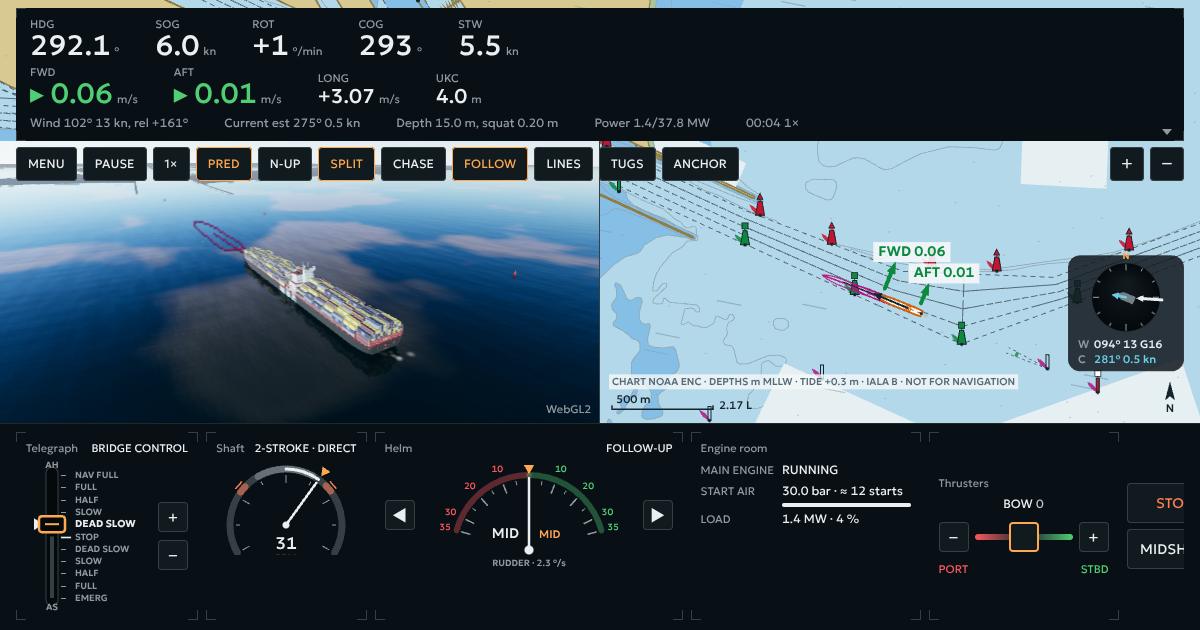 HDG SOG ROT COG STW
292.1 ° 6.0 kn +1 °/min 293 ° 5.5 kn
FWD AFT LONG UKC
▶ 0.06 m/s ▶ 0.01 m/s +3.07 m/s 4.0 m
Wind 102° 13 kn, rel +161° Current est 275° 0.5 kn Depth 15.0 m, squat 0.20 m Power 1.4/37.8 MW 00:04 1×
MENU PAUSE 1× PRED N-UP SPLIT CHASE FOLLOW LINES TUGS ANCHOR + −
FWD 0.06
AFT 0.01
N
W 094° 13 G16
C 281° 0.5 kn
CHART NOAA ENC · DEPTHS m MLLW · TIDE +0.3 m · IALA B · NOT FOR NAVIGATION
500 m 2.17 L
N
WebGL2
Telegraph BRIDGE CONTROL
AH
NAV FULL
FULL
HALF
SLOW
DEAD SLOW
STOP
DEAD SLOW
SLOW
HALF
FULL
EMERG
AS
+
−
Shaft 2-STROKE · DIRECT
31
Helm FOLLOW-UP
10 10
20 20
30 30
35 35
◀ MID MID ▶
RUDDER · 2.3 °/s
Engine room
MAIN ENGINE RUNNING
START AIR 30.0 bar · ≈ 12 starts
LOAD 1.4 MW · 4 %
Thrusters
BOW 0
− +
PORT STBD
STO
MIDSH